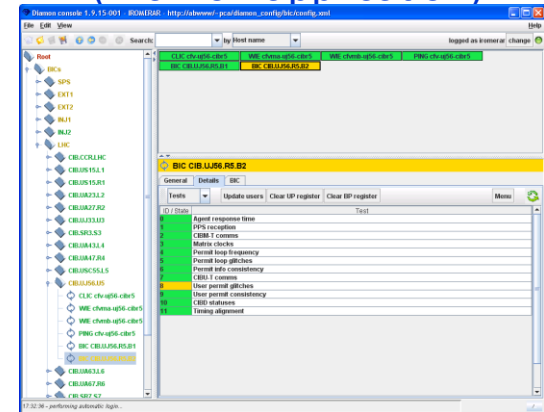 Diamon console 1.9.15-001 - IROMERAR - http://abwww/~pca/diamon_config/bic/config.xml
File Edit View Help
Search: by Host name logged as iromerar change
Root
BICs
SPS
EXT1
EXT2
INJ1
INJ2
LHC
CIB.CCR.LHC
CIB.US15.L1
CIB.US15.R1
CIB.UA23.L2
CIB.UA27.R2
CIB.UJ33.U3
CIB.SR3.S3
CIB.UA43.L4
CIB.UA47.R4
CIB.USC55.L5
CIB.UJ56.U5
CLIC cfv-uj56-cibr5
WIE cfvma-uj56-cibr5
WIE cfvmb-uj56-cibr5
PING cfv-uj56-cibr5
BIC CIB.UJ56.R5.B1
CIB.UA63.L6
CIB.UA67.R6
CIB.SR7.S7
CLIC cfv-uj56-cibr5 WIE cfvma-uj56-cibr5 WIE cfvmb-uj56-cibr5 PING cfv-uj56-cibr5
BIC CIB.UJ56.R5.B1 BIC CIB.UJ56.R5.B2
BIC CIB.UJ56.R5.B2
General Details BIC
Tests Update users Clear UP register Clear BP register Menu
ID / State Test
0 Agent response time
1 PPS reception
2 CIBM-T comms
3 Matrix clocks
4 Permit loop frequency
5 Permit loop glitches
6 Permit info consistency
7 CIBU-T comms
8 User permit glitches
9 User permit consistency
10 CIBD statuses
11 Timing alignment
17:32:36 - performing automatic login...